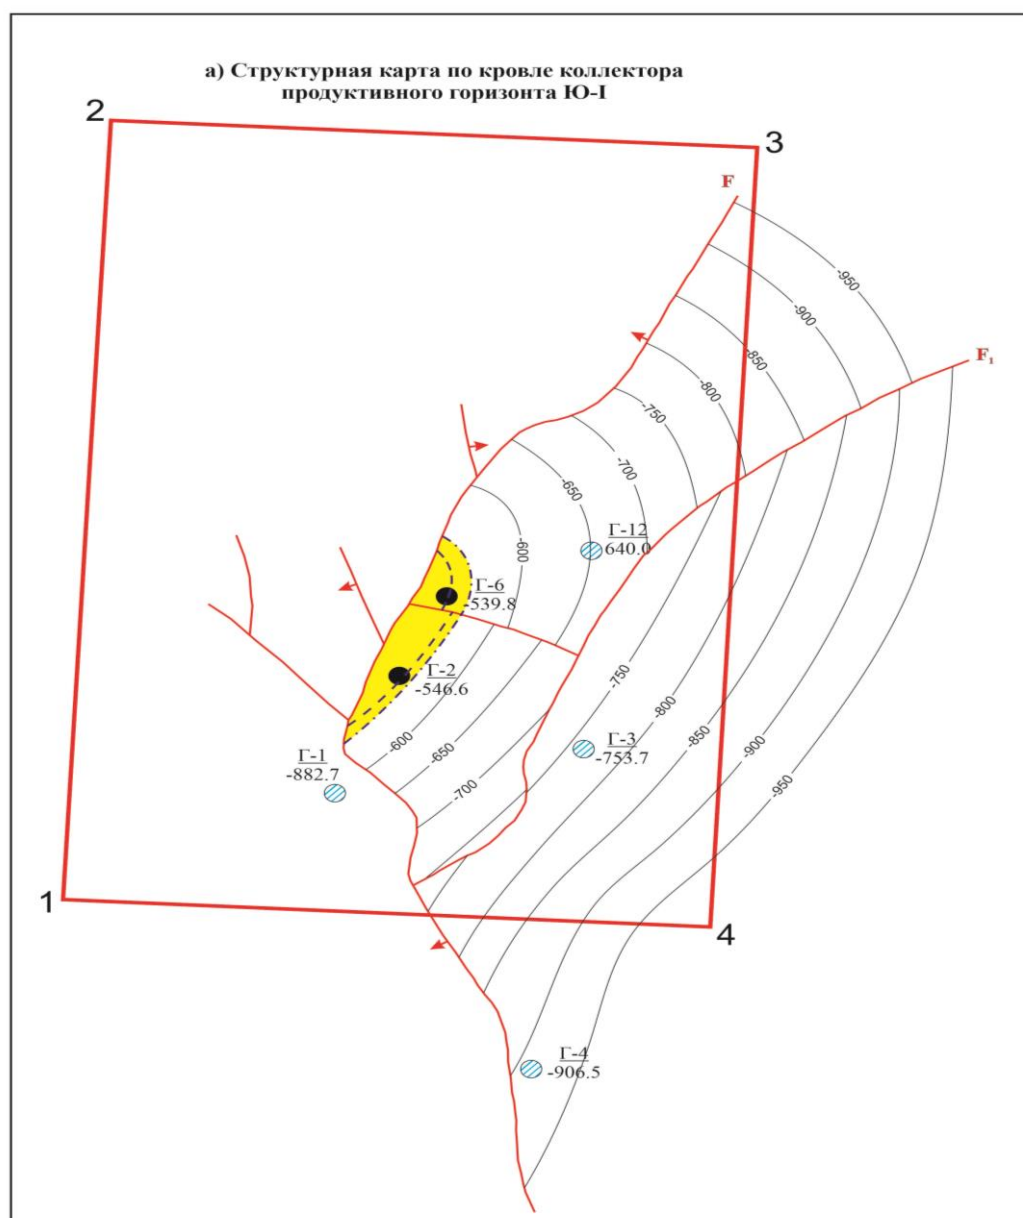 а) Структурная карта по кровле коллектора
продуктивного горизонта Ю-I
2
3
F
-950
-900
F₁
-850
-800
-750
-700
-650
Г-12
640.0
-600
Г-6
-539.8
Г-2
-546.6
-750
-800
-600
-650
-850
-900
Г-3
-753.7
Г-1
-882.7
-700
-950
1
4
Г-4
-906.5